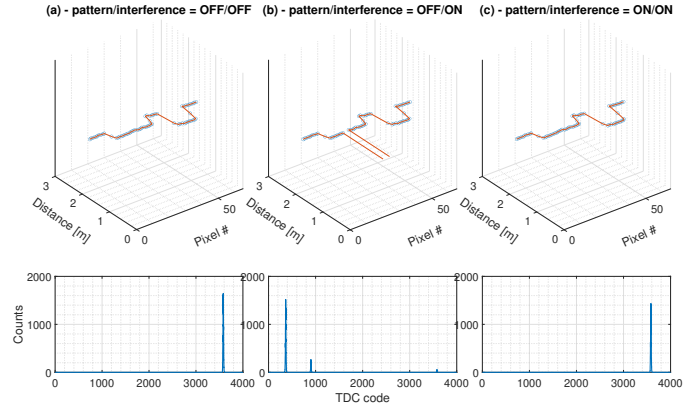 (a) - pattern/interference = OFF/OFF
(b) - pattern/interference = OFF/ON
(c) - pattern/interference = ON/ON
3
2
1
0
Distance [m]
0
50
Pixel #
3
2
1
0
Distance [m]
0
50
Pixel #
3
2
1
0
Distance [m]
0
50
Pixel #
Counts
2000
1000
0
0 1000 2000 3000 4000
2000
1000
0
0 1000 2000 3000 4000
TDC code
2000
1000
0
0 1000 2000 3000 4000